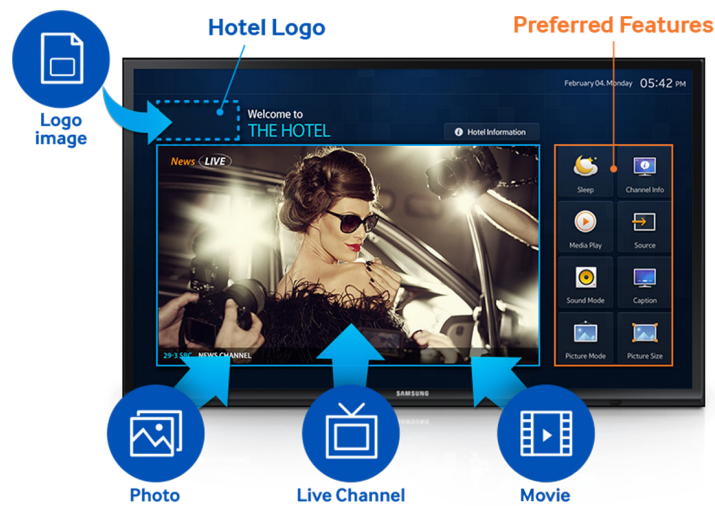 Hotel Logo
Preferred Features
Logo
image
February 04. Monday 05:42 PM
Welcome to
THE HOTEL
Hotel Information
News LIVE
Sleep
Channel Info
Media Play
Source
Sound Mode
Caption
Picture Mode
Picture Size
29-3 SBC NEWS CHANNEL
SAMSUNG
Photo
Live Channel
Movie